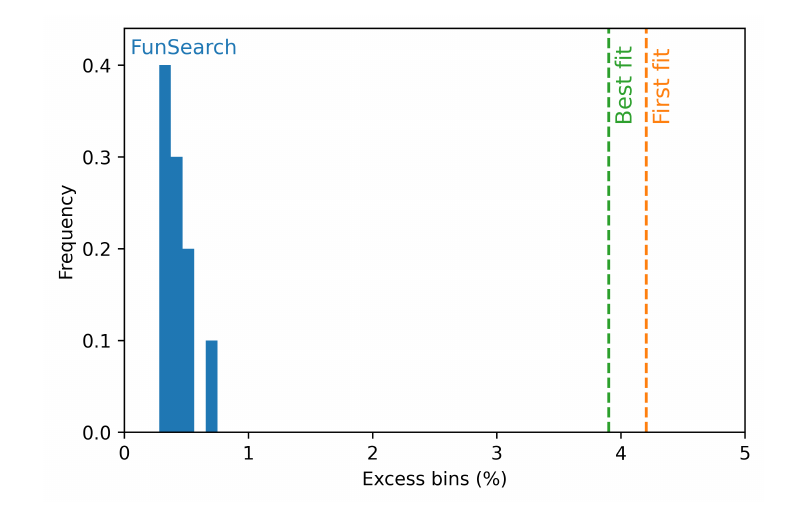 FunSearch
Best fit
First fit
Frequency
0.4
0.3
0.2
0.1
0.0
0 1 2 3 4 5
Excess bins (%)